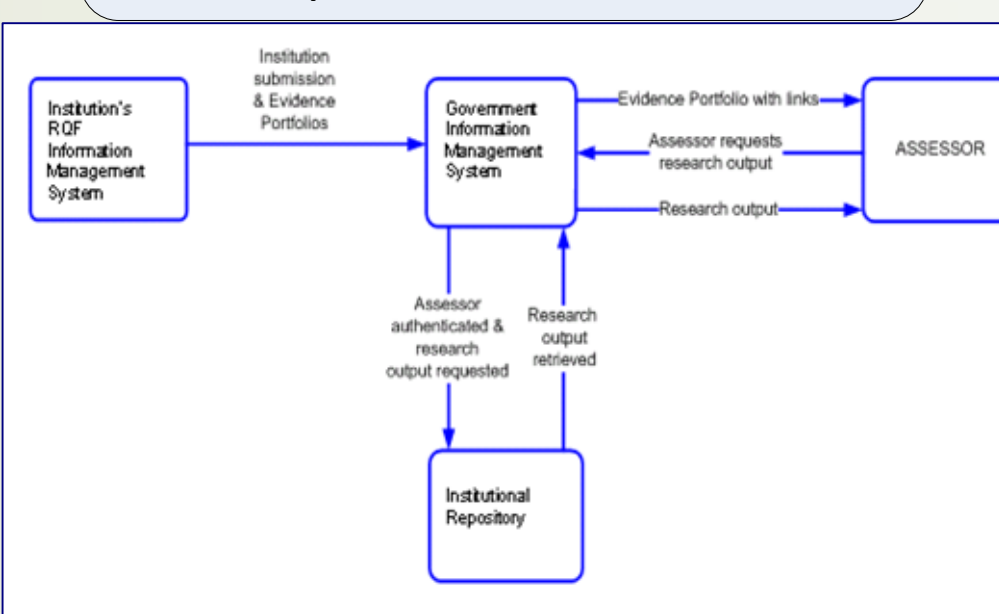 Institution
submission
& Evidence
Portfolios
Institution's
RQF
Information
Management
System
Government
Information
Management
System
Evidence Portfolio with links
Assessor requests
research output
Research output
ASSESSOR
Assessor
authenticated &
research
output requested
Research
output
retrieved
Institutional
Repository